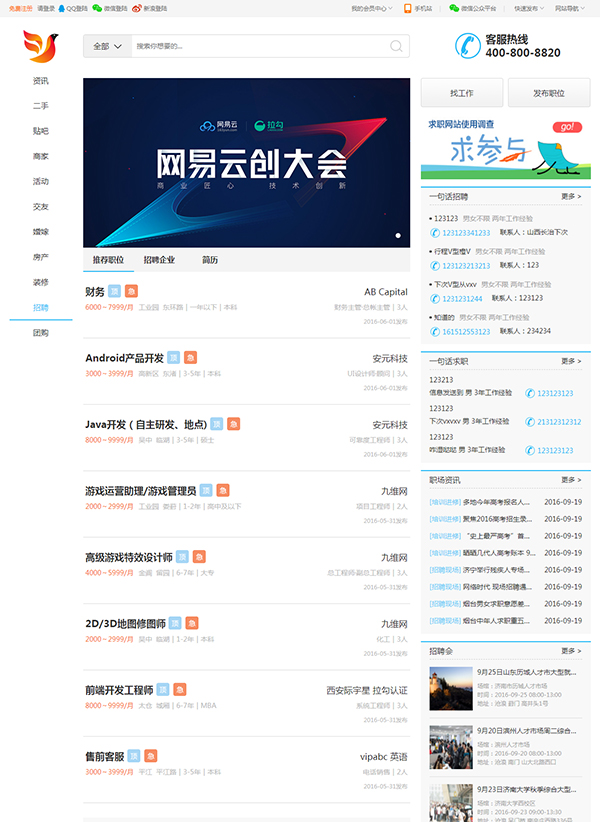 免费注册 请登录 QQ登陆 微信登陆 新浪登陆 我的会员中心 手机站 微信公众平台 快速发布 网站导航
全部 搜索你想要的...
客服热线
400-800-8820
资讯
二手
贴吧
商家
活动
交友
婚嫁
房产
装修
招聘
团购
网易云 拉勾
网易云创大会
商业匠心 技术创新
推荐职位 招聘企业 简历
财务 顶 急 AB Capital
6000～7999/月 工业园 东环路 | 一年以下 | 本科 财务主管·总帐主管 | 3人
2016-06-01发布
Android产品开发 顶 急 安元科技
3000～3999/月 高新区 东渚 | 3-5年 | 本科 UI设计师·顾问 | 3人
2016-06-01发布
Java开发（自主研发、地点) 顶 急 安元科技
8000～9999/月 吴中 临湖 | 3-5年 | 硕士 可靠度工程师 | 3人
2016-06-01发布
游戏运营助理/游戏管理员 顶 急 九维网
2000～2999/月 工业园 娄葑 | 1-2年 | 高中及以下 项目工程师 | 2人
2016-05-31发布
高级游戏特效设计师 顶 急 九维网
4000～5999/月 金阊 留园 | 6-7年 | 大专 总工程师·副总工程师 | 3人
2016-05-31发布
2D/3D地图修图师 顶 急 九维网
2000～2999/月 吴中 临湖 | 1-2年 | 本科 化工 | 3人
2016-05-31发布
前端开发工程师 顶 急 西安际宇星 拉勾认证
8000～9999/月 太仓 城厢 | 6-7年 | MBA 系统工程师 | 3人
2016-05-31发布
售前客服 顶 急 vipabc 英语
3000～3999/月 平江 平江路 | 3-5年 | 本科 电话销售 | 2人
2016-05-31发布
找工作 发布职位
求职网站使用调查
求参与 go!
一句话招聘 更多 >
123123 男女不限 两年工作经验
123123341233 联系人：山西长治下次
行程V型檀V 男女不限 两年工作经验
123123213213 联系人：123
下次V型从vxv 男女不限 两年工作经验
1231231244 联系人：123123
知道的 男女不限 两年工作经验
161512553123 联系人：234234
一句话求职 更多 >
123213
信息发送到 男 3年工作经验 123123123
123123
下次vxvxv 男 3年工作经验 21312312312
123123
咋湿哒哒 男 3年工作经验 123123123
职场资讯 更多 >
[培训进修] 多地今年高考报名人... 2016-09-19
[培训进修] 聚焦2016高考招生录... 2016-09-19
[培训进修] “史上最严高考”首... 2016-09-19
[培训进修] 晒晒几代人高考账本 9... 2016-09-19
[招聘现场] 济宁举行残疾人专场... 2016-09-19
[招聘现场] 网络时代 现场招聘遭... 2016-09-19
[招聘现场] 烟台男女求职意愿差... 2016-09-19
[招聘现场] 烟台中年人求职重五... 2016-09-19
招聘会 更多 >
9月25日山东历城人才市大型就...
场馆：济南市历城人才市场
时间：2016-09-25 08:00-13:00
地址：沧浪 葑门 南井头1号
9月20日滨州人才市场周二综合...
场馆：滨州人才市场
时间：2016-09-20 08:00-13:00
地址：沧浪 南门 山大北路西口
9月23日济南大学秋季综合大型...
场馆：济南大学西校区
时间：2016-09-23 09:00-13:30